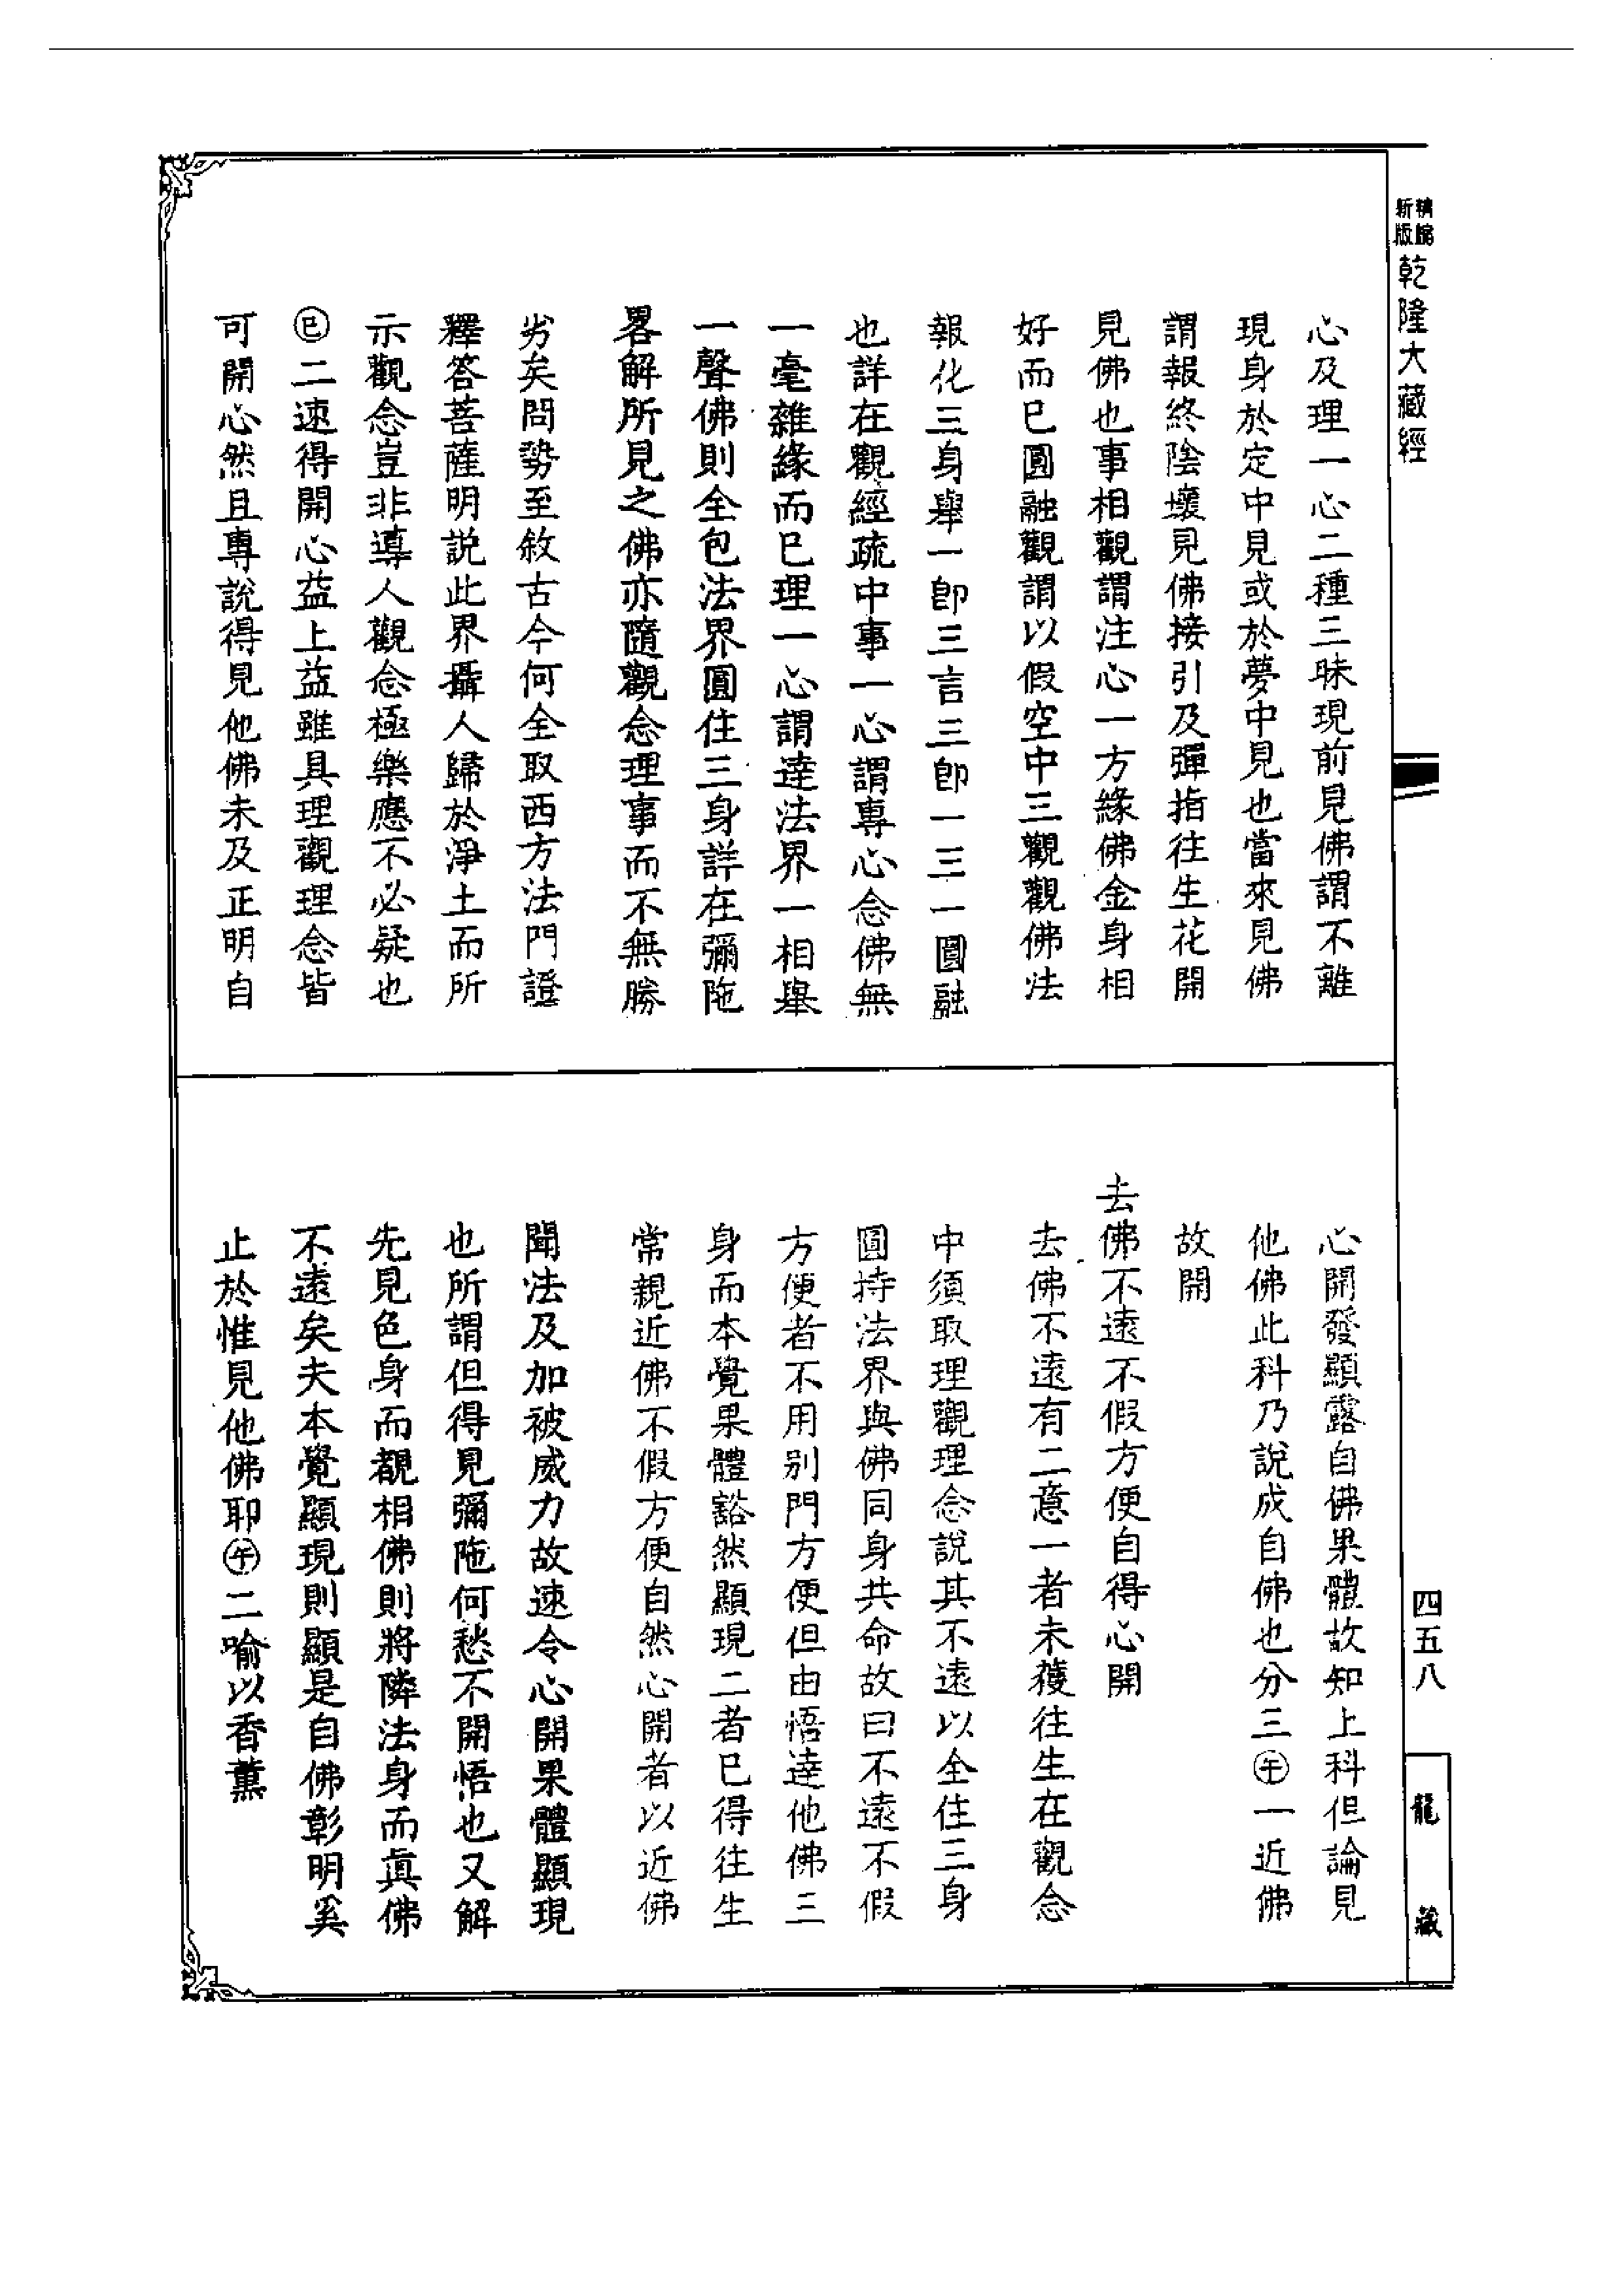 精縮
新版
乾隆大藏經
心及理一心二種三昧現前見佛謂不離
現身於定中見或於夢中見也當來見佛
謂報終陰壞見佛接引及彈指往生花開
見佛也事相觀謂注心一方緣佛金身相
好而已圓融觀謂以假空中三觀觀佛法
報化三身舉一卽三言三卽一三一圓融
也詳在觀經疏中事一心謂專心念佛無
一毫雜緣而已理一心謂達法界一相舉
一聲佛則全包法界圓住三身詳在彌陀
畧解所見之佛亦隨觀念理事而不無勝
劣矣問勢至敘古今何全取西方法門證
釋答菩薩明說此界攝人歸於淨土而所
示觀念豈非導人觀念極樂應不必疑也
㊁二速得開心益上益雖具理觀理念皆
可開心然且專說得見他佛未及正明自
心開發顯露自佛果體故知上科但論見
他佛此科乃說成自佛也分三午一近佛
故開
去佛不遠不假方便自得心開
去佛不遠有二意一者未獲往生在觀念
中須取理觀理念說其不遠以全住三身
圓持法界與佛同身共命故曰不遠不假
方便者不用别門方便但由悟達他佛三
身而本覺果體豁然顯現二者已得往生
常親近佛不假方便自然心開者以近佛
聞法及加被威力故速令心開果體顯現
也所謂但得見彌陀何愁不開悟也又解
先見色身而覩相佛則將隣法身而眞佛
不遠矣夫本覺顯現則顯是自佛彰明奚
止於惟見他佛耶午二喻以香薰
四五八
龍藏